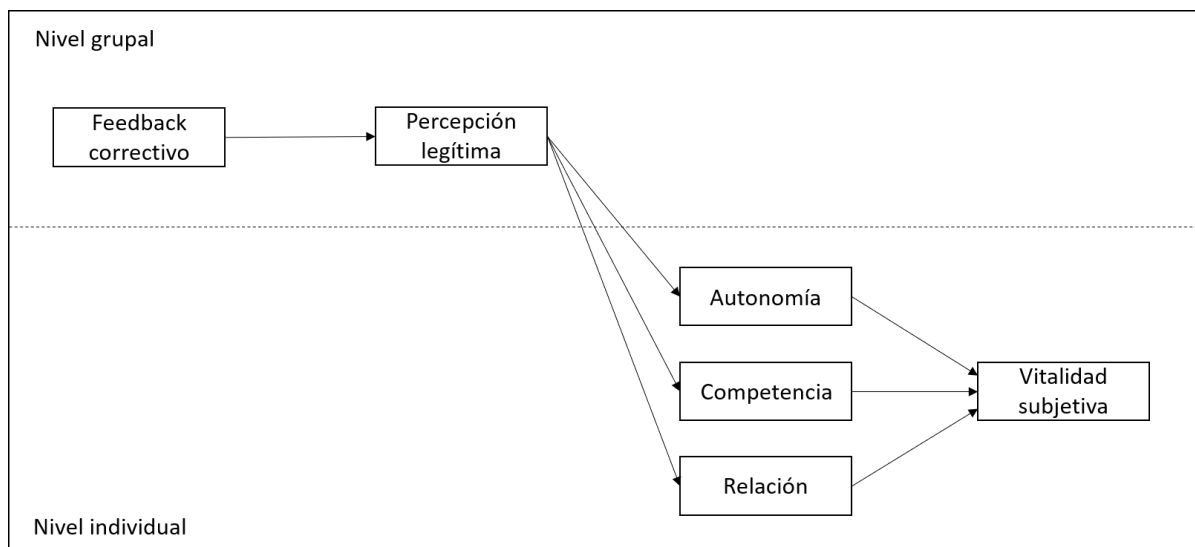 Nivel grupal
Feedback
correctivo
Percepción
legítima
Autonomía
Competencia
Vitalidad
subjetiva
Relación
Nivel individual